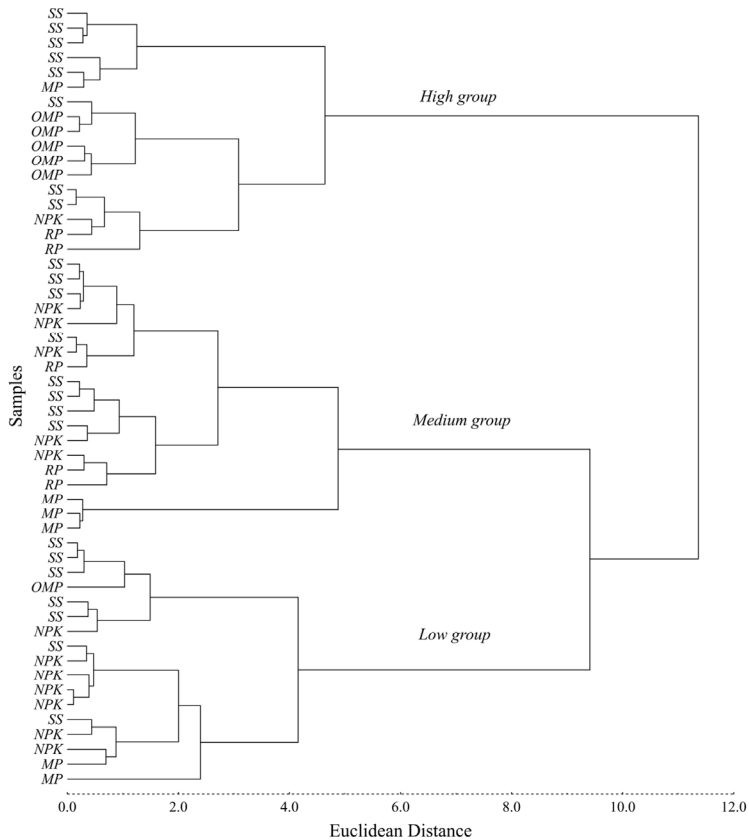 SS
SS
SS
SS
SS
MP
SS
OMP
OMP
OMP
OMP
OMP
SS
SS
NPK
RP
RP
SS
SS
SS
NPK
NPK
SS
NPK
RP
SS
SS
SS
SS
NPK
NPK
RP
RP
MP
MP
MP
SS
SS
SS
OMP
SS
SS
NPK
SS
NPK
NPK
NPK
NPK
SS
NPK
NPK
MP
MP
Samples
High group
Medium group
Low group
0.0 2.0 4.0 6.0 8.0 10.0 12.0
Euclidean Distance